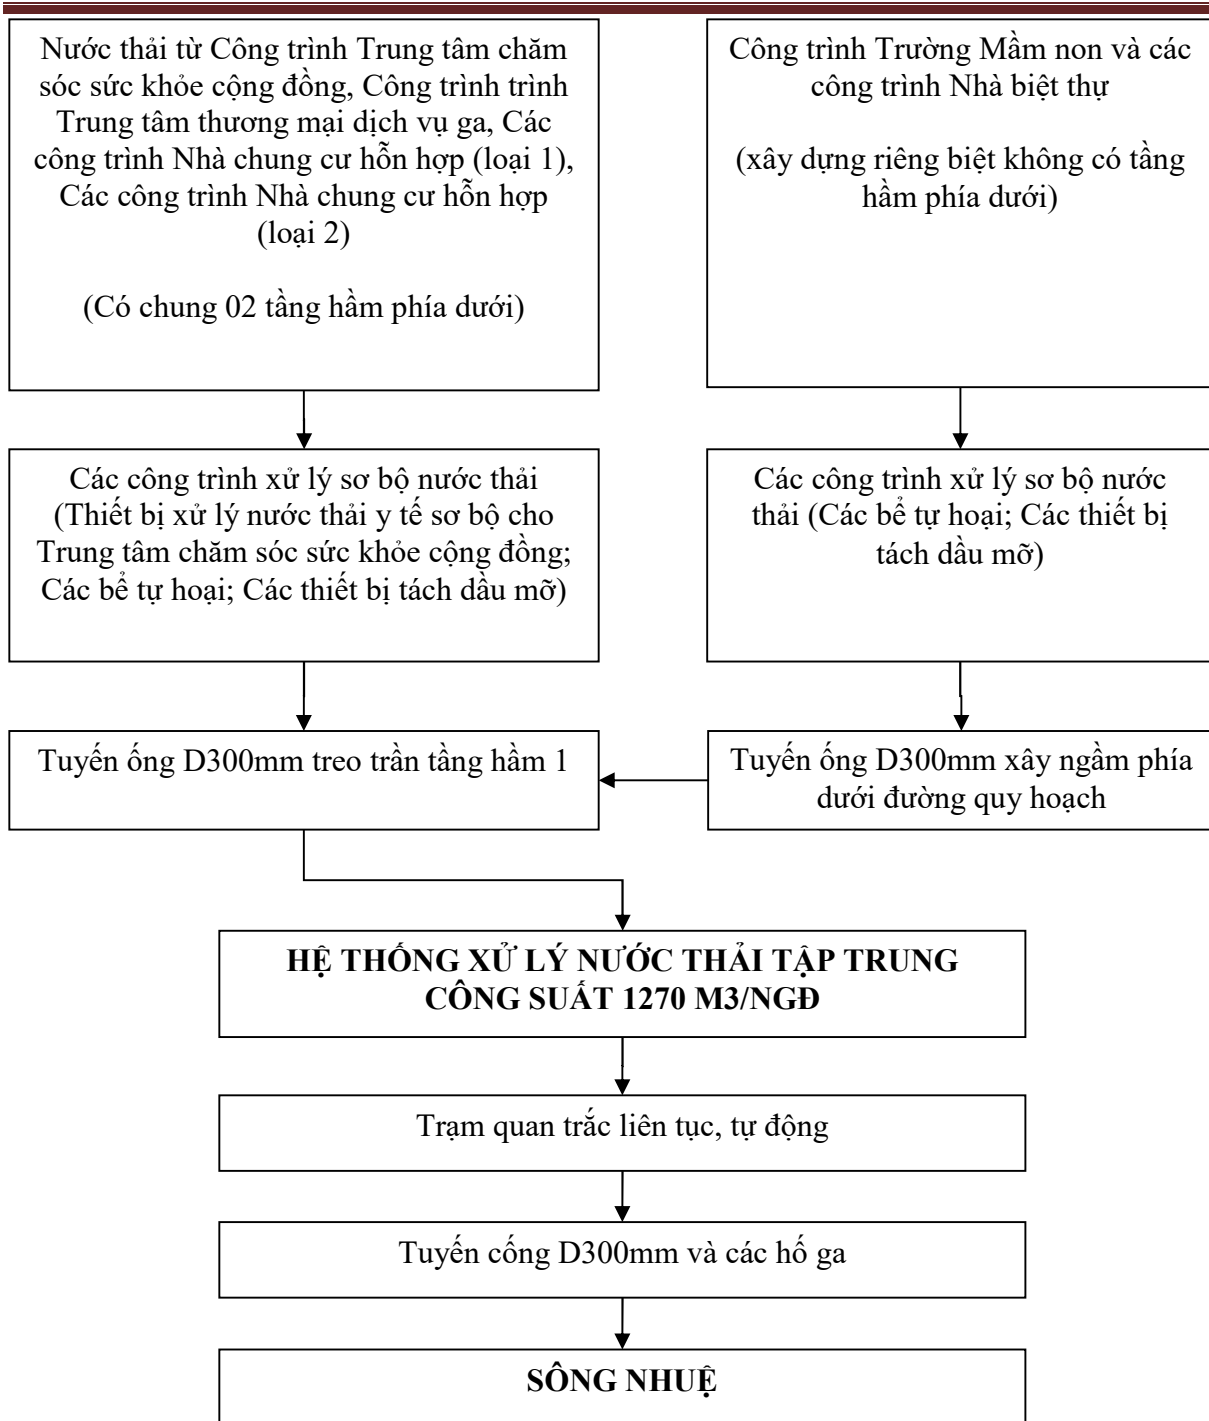 Nước thải từ Công trình Trung tâm chăm
sóc sức khỏe cộng đồng, Công trình trình
Trung tâm thương mại dịch vụ ga, Các
công trình Nhà chung cư hỗn hợp (loại 1),
Các công trình Nhà chung cư hỗn hợp
(loại 2)
(Có chung 02 tầng hầm phía dưới)
Công trình Trường Mầm non và các
công trình Nhà biệt thự
(xây dựng riêng biệt không có tầng
hầm phía dưới)
Các công trình xử lý sơ bộ nước thải
(Thiết bị xử lý nước thải y tế sơ bộ cho
Trung tâm chăm sóc sức khỏe cộng đồng;
Các bể tự hoại; Các thiết bị tách dầu mỡ)
Các công trình xử lý sơ bộ nước
thải (Các bể tự hoại; Các thiết bị
tách dầu mỡ)
Tuyến ống D300mm treo trần tầng hầm 1
Tuyến ống D300mm xây ngầm phía
dưới đường quy hoạch
HỆ THỐNG XỬ LÝ NƯỚC THẢI TẬP TRUNG
CÔNG SUẤT 1270 M3/NGĐ
Trạm quan trắc liên tục, tự động
Tuyến cống D300mm và các hố ga
SÔNG NHUỆ